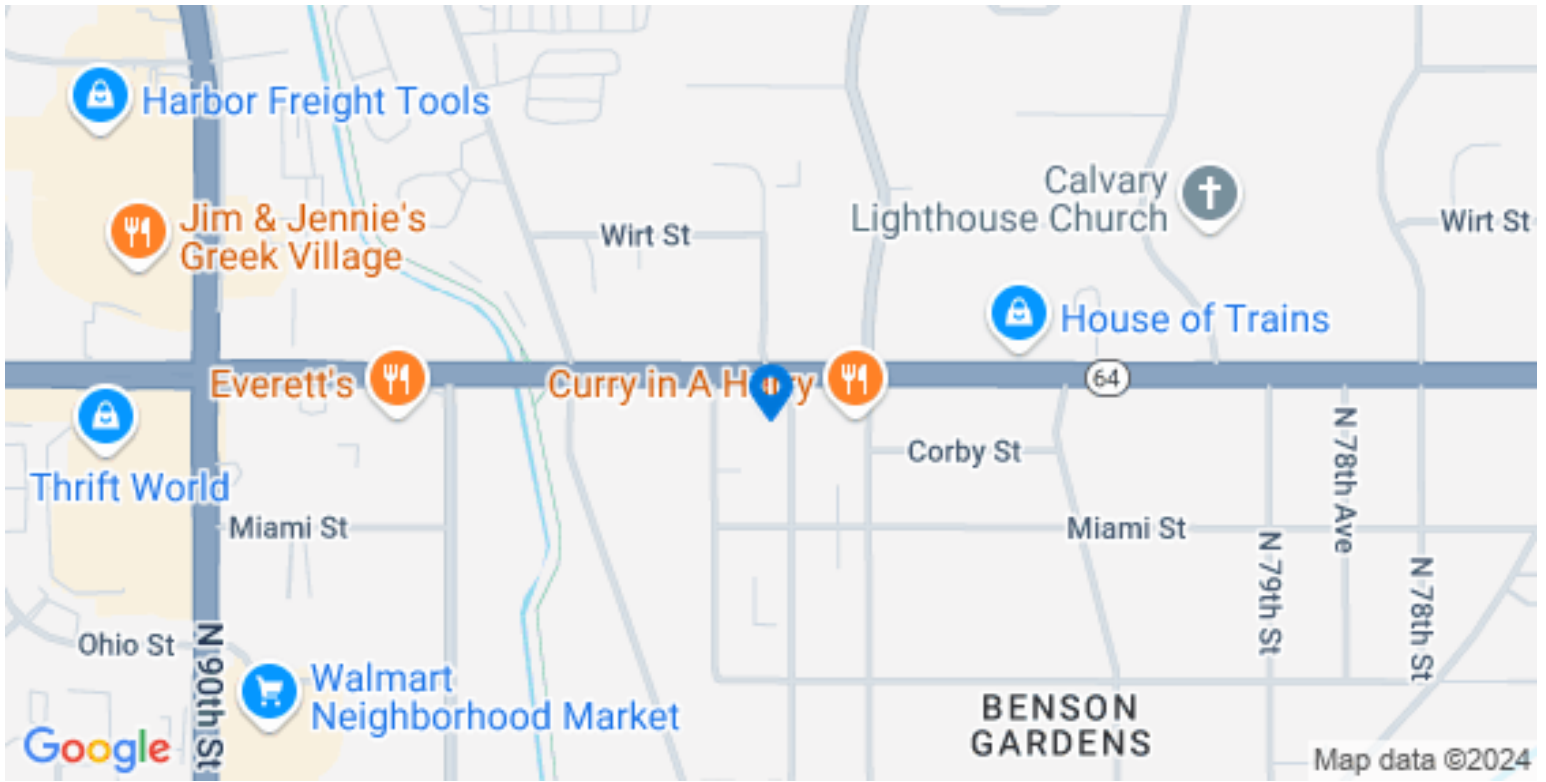 Harbor Freight Tools
Jim & Jennie's
Greek Village
Calvary
Lighthouse Church
Wirt St
Wirt St
House of Trains
Everett's
Curry in A
64
Thrift World
Corby St
N 78th Ave
Miami St
Miami St
N 79th St
N 78th St
Ohio St
N 90th St
Walmart
Neighborhood Market
BENSON
GARDENS
Google
Map data ©2024